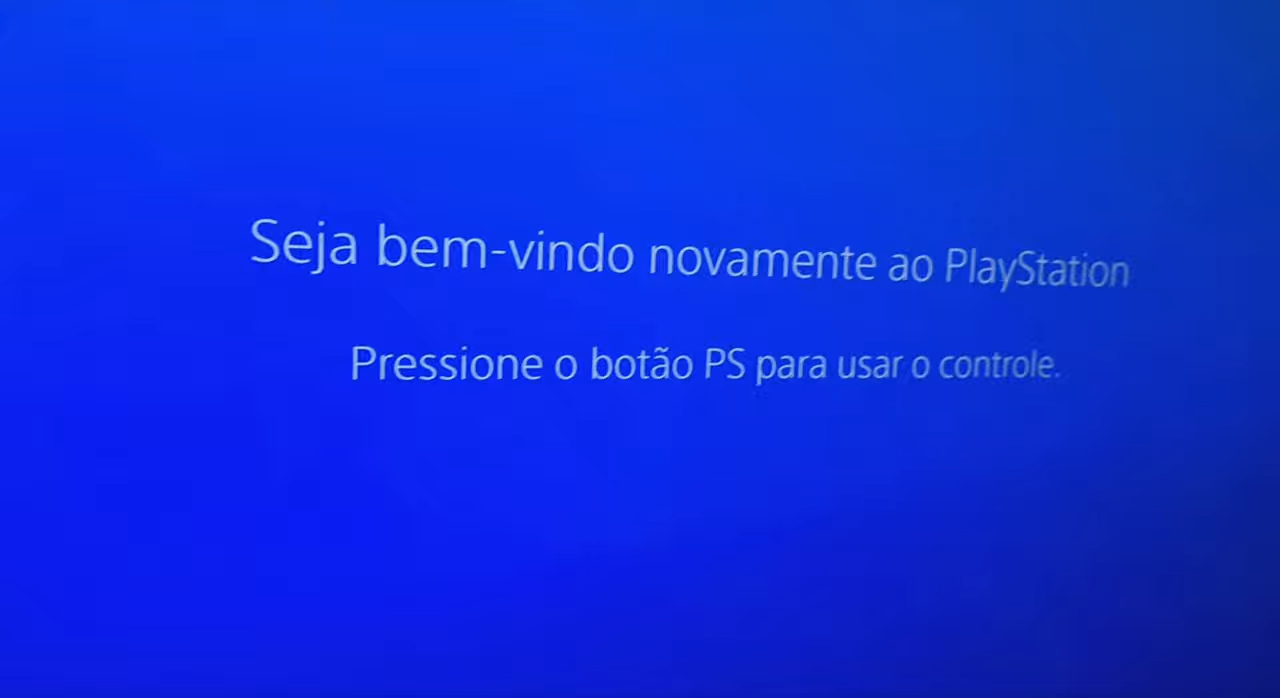 Seja bem-vindo novamente ao PlayStation
Pressione o botão PS para usar o controle.